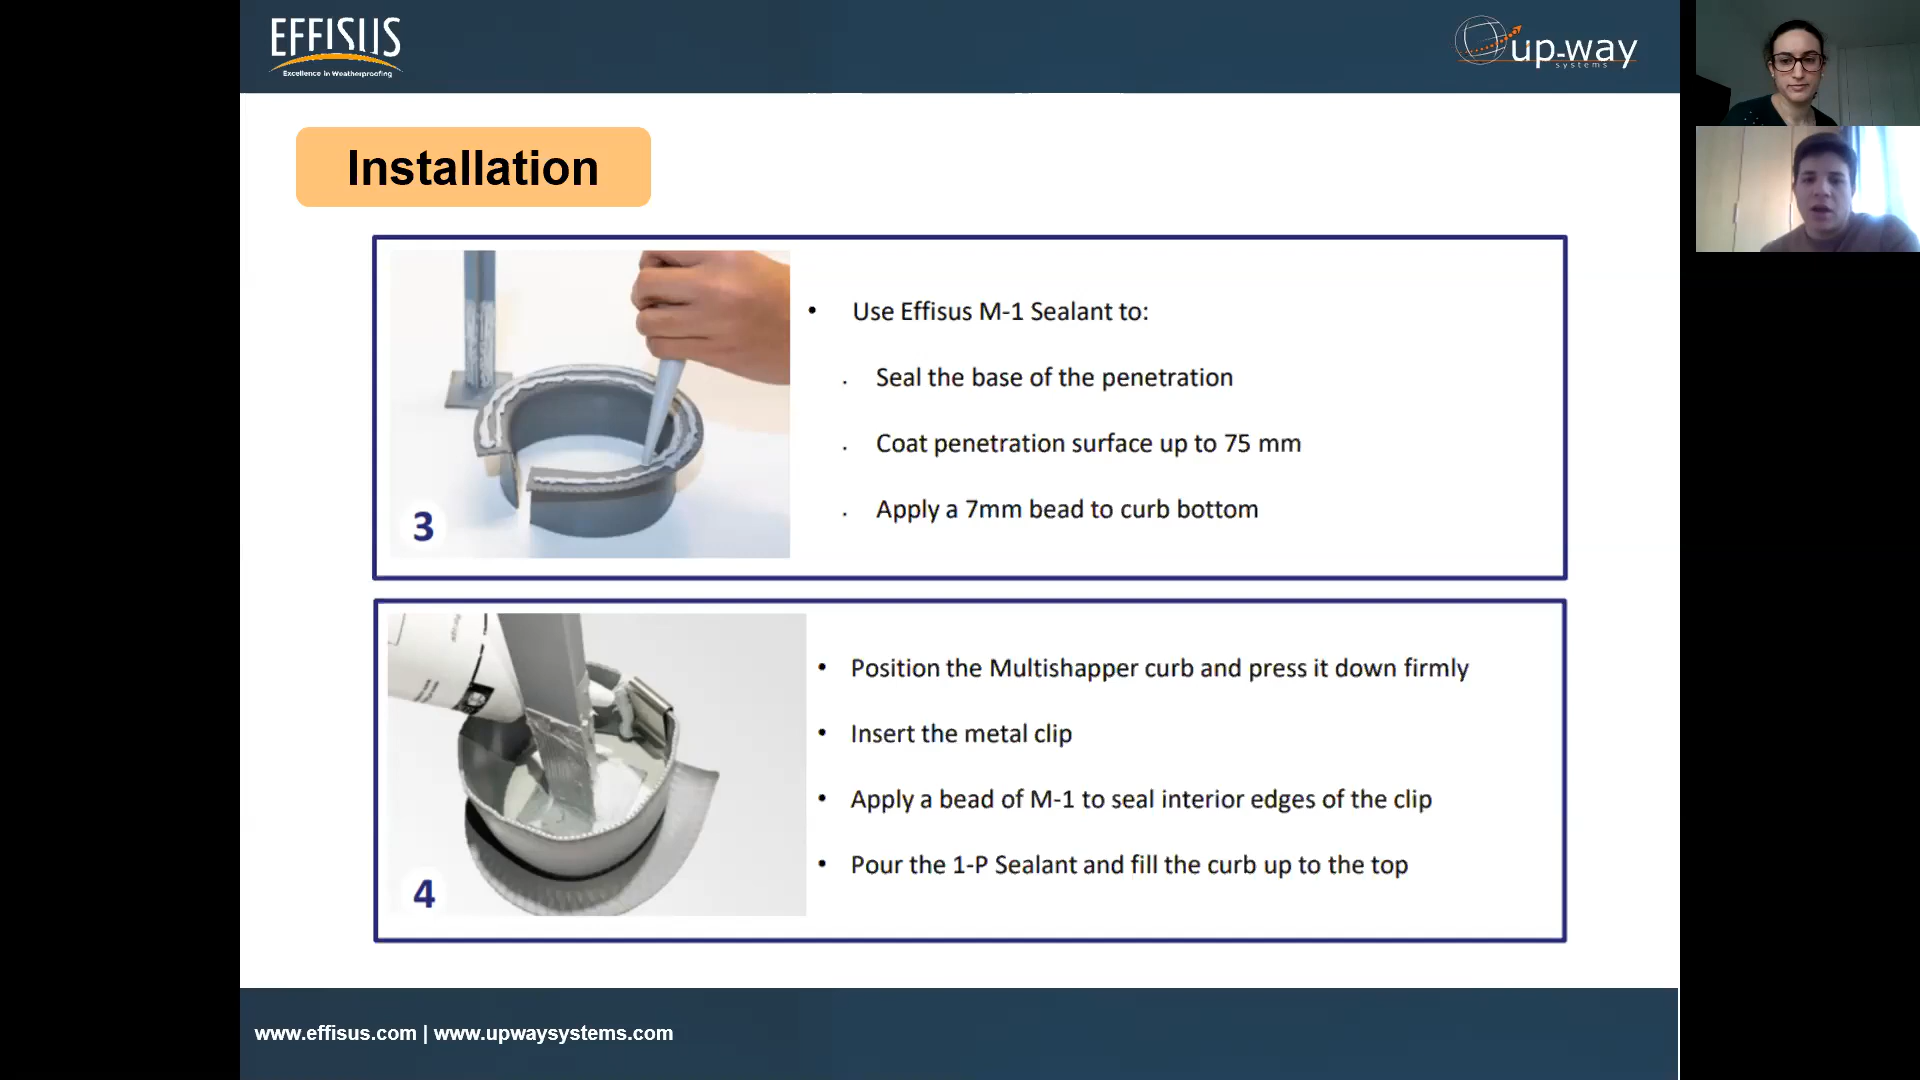 EFFISUS
Excellence in Weatherproofing
up-way
systems
Installation
• Use Effisus M-1 Sealant to:
. Seal the base of the penetration
. Coat penetration surface up to 75 mm
. Apply a 7mm bead to curb bottom
3
• Position the Multishapper curb and press it down firmly
• Insert the metal clip
• Apply a bead of M-1 to seal interior edges of the clip
• Pour the 1-P Sealant and fill the curb up to the top
4
www.effisus.com | www.upwaysystems.com